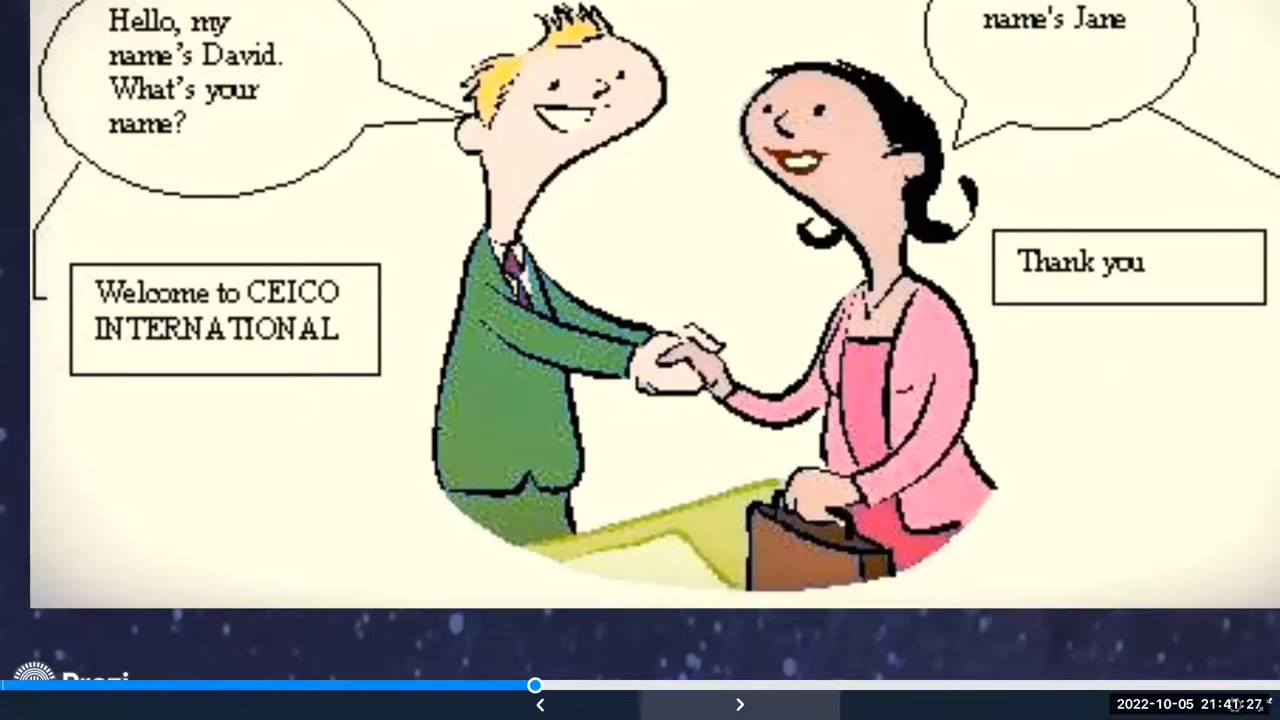 Hello, my
name's David.
What's your
name?
name's Jane
Welcome to CEICO
INTERNATIONAL
Thank you
Prezi
2022-10-05 21:41:27